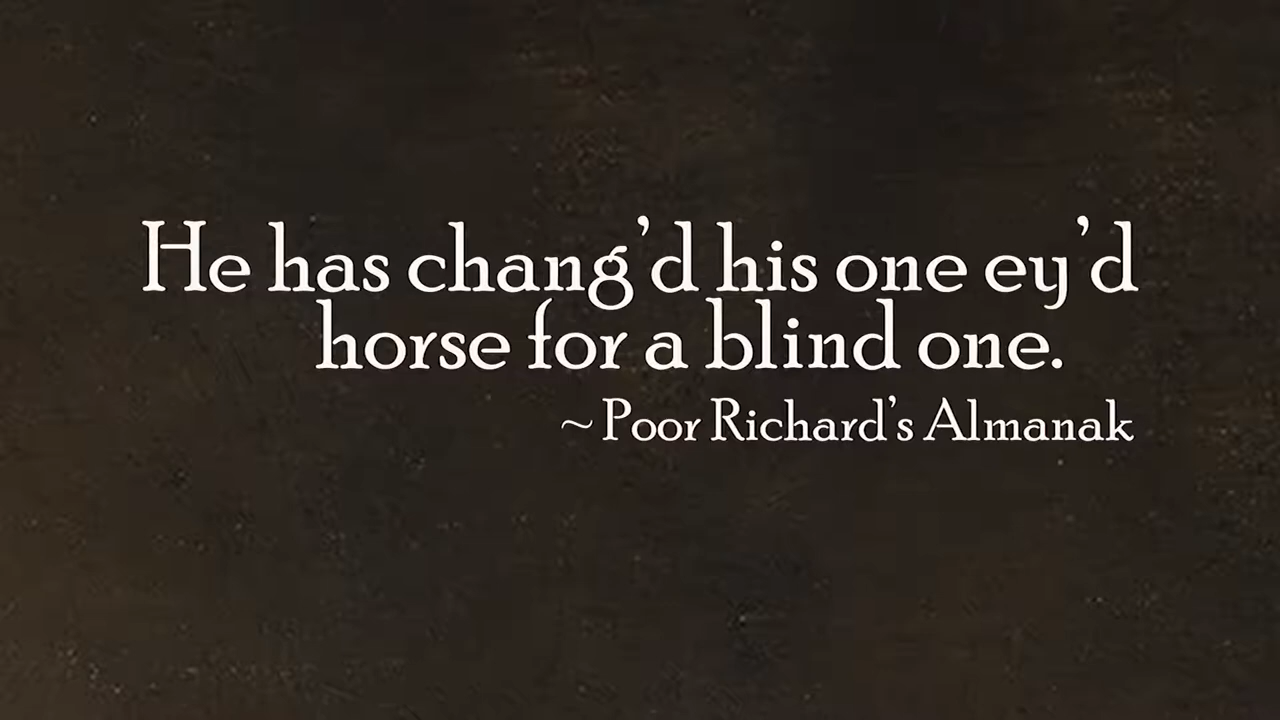 He has chang'd his one ey'd
horse for a blind one.
~Poor Richard's Almanak